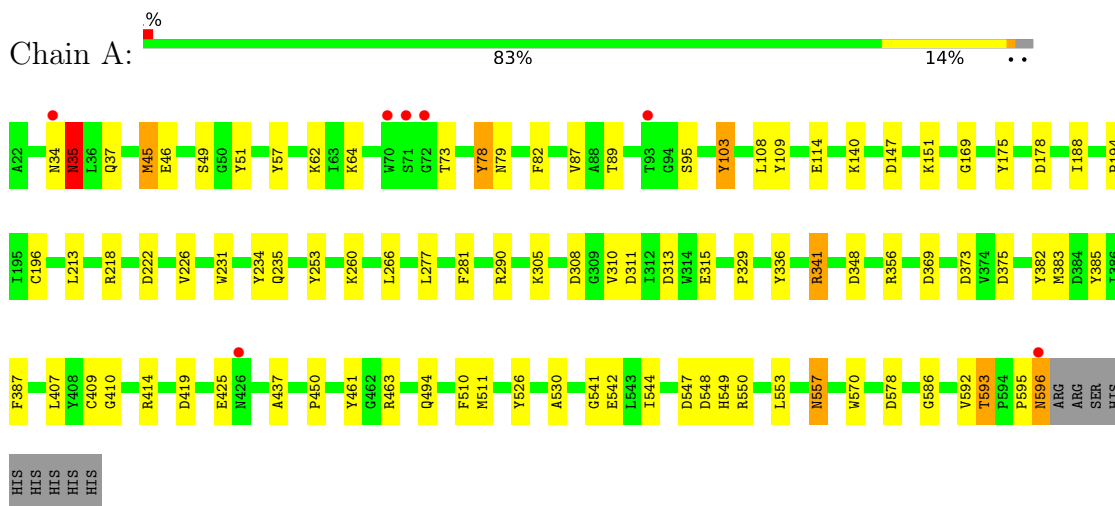 .%
Chain A:
83% 14% • •
A22 N34 N35 L36 Q37 M45 E46 S49 G50 Y51 Y57 K62 I63 K64 W70 S71 G72 T73 Y78 N79 F82 V87 A88 T89 T93 G94 S95 Y103 L108 Y109 E114 K140 D147 K151 G169 Y175 D178 I188 R194
I195 C196 L213 R218 D222 V226 W231 Y234 Q235 Y253 K260 L266 L277 F281 R290 K305 D308 G309 V310 D311 I312 D313 W314 E315 P329 Y336 R341 D348 R356 D369 D373 V374 D375 Y382 M383 D384 Y385 I386
F387 L407 Y408 C409 G410 R414 D419 E425 N426 A437 P450 Y461 G462 R463 Q494 F510 M511 Y526 A530 G541 E542 L543 I544 D547 D548 H549 R550 L553 N557 W570 D578 G586 V592 T593 P594 P595 N596 ARG ARG SER HIS
HIS HIS HIS HIS HIS